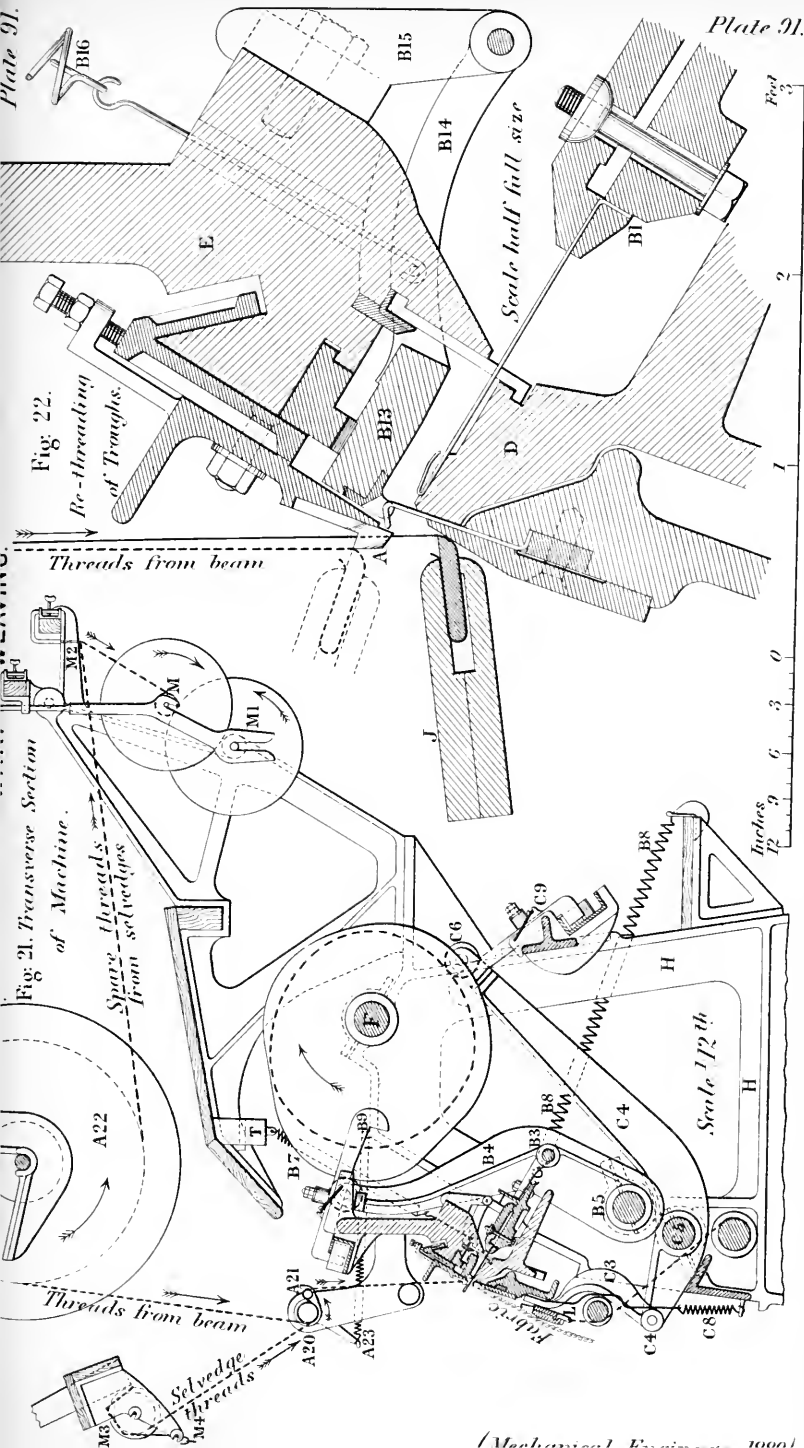 Plate 91.
Plate 91.
WEAVING.
Fig. 21. Transverse Section
of Machine.
Spare threads
from selvedges
Threads from beam
Selvedge
threads
Fabric
Scale 1/12th
A22
M2
M
M1
M3
M4
A20
A21
A23
T
B7
B9
F
B4
B3
B5
B8
B8
C6
C9
C4
C5
C3
L
C4
C8
H
H
Fig. 22.
Re-threading
of Troughs.
Threads from beam
Scale half full size
B16
B15
B14
E
B13
A
D
B1
J
Inches
12
9
6
3
0
1
2
3
Feet
(Mechanical Engineers